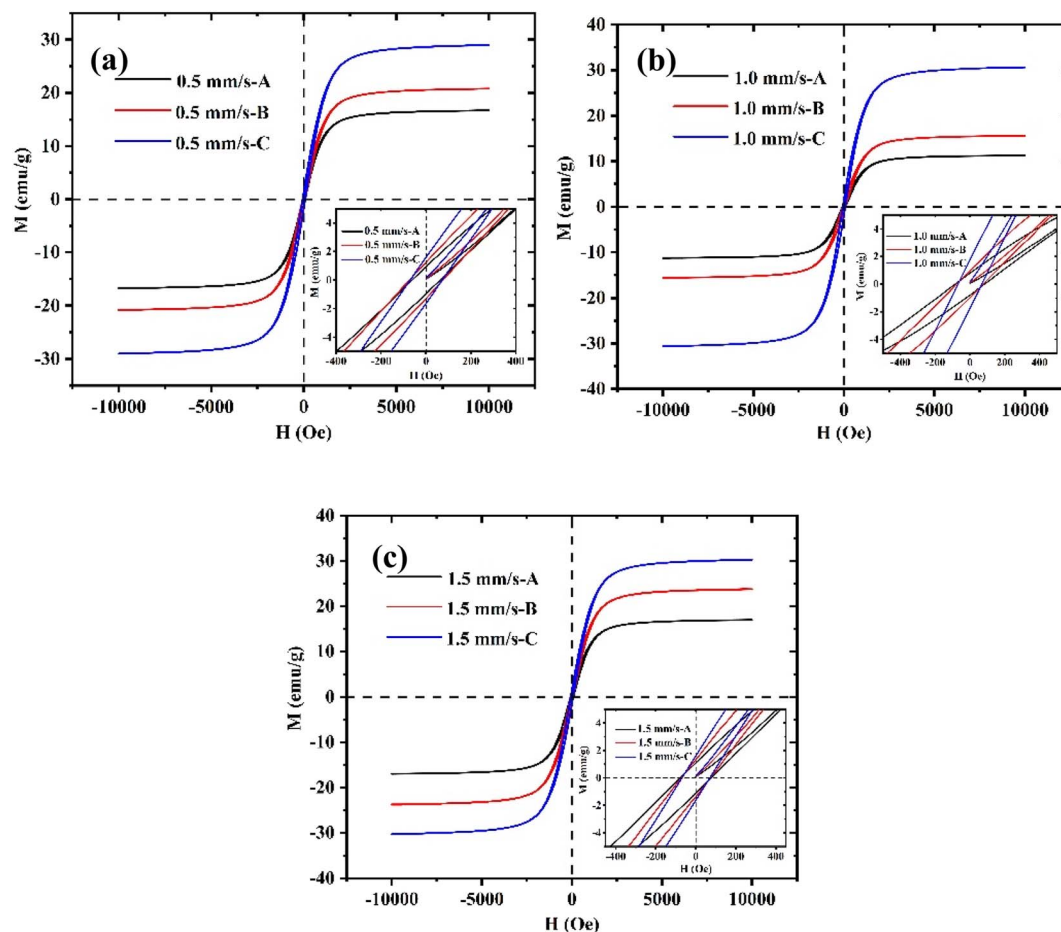 (a)
M (emu/g)
30
20
10
0
-10
-20
-30
0.5 mm/s-A
0.5 mm/s-B
0.5 mm/s-C
-10000 -5000 0 5000 10000
H (Oe)
M (emu/g)
4
2
0
-2
-4
0.5 mm/s-A
0.5 mm/s-B
0.5 mm/s-C
-400 -200 0 200 400
H (Oe)
(b)
M (emu/g)
40
30
20
10
0
-10
-20
-30
-40
1.0 mm/s-A
1.0 mm/s-B
1.0 mm/s-C
-10000 -5000 0 5000 10000
H (Oe)
M (emu/g)
4
2
0
-2
-4
1.0 mm/s-A
1.0 mm/s-B
1.0 mm/s-C
-400 -200 0 200 400
H (Oe)
(c)
M (emu/g)
40
30
20
10
0
-10
-20
-30
-40
1.5 mm/s-A
1.5 mm/s-B
1.5 mm/s-C
-10000 -5000 0 5000 10000
H (Oe)
M (emu/g)
4
2
0
-2
-4
1.5 mm/s-A
1.5 mm/s-B
1.5 mm/s-C
-400 -200 0 200 400
H (Oe)